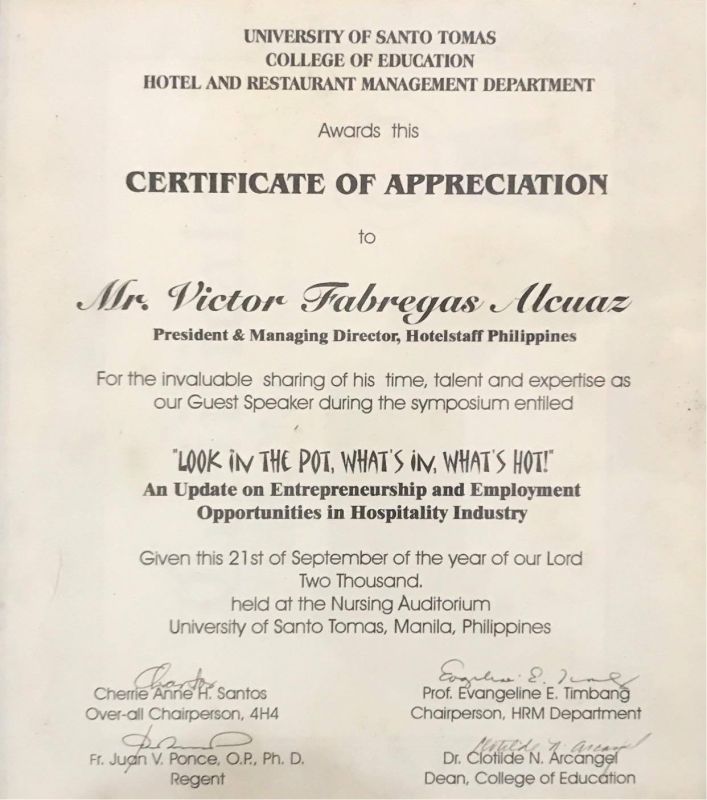 UNIVERSITY OF SANTO TOMAS
COLLEGE OF EDUCATION
HOTEL AND RESTAURANT MANAGEMENT DEPARTMENT
Awards this
CERTIFICATE OF APPRECIATION
to
Mr. Victor Fabregas Alcuaz
President & Managing Director, Hotelstaff Philippines
For the invaluable sharing of his time, talent and expertise as
our Guest Speaker during the symposium entiled
"LOOK iN THE POT, WHAT'S iN, WHAT'S HOT!"
An Update on Entrepreneurship and Employment
Opportunities in Hospitality Industry
Given this 21st of September of the year of our Lord
Two Thousand.
held at the Nursing Auditorium
University of Santo Tomas, Manila, Philippines
Cherrie Anne H. Santos
Over-all Chairperson, 4H4
Evangeline E. Timbang
Prof. Evangeline E. Timbang
Chairperson, HRM Department
Fr. Juan V. Ponce, O.P., Ph. D.
Regent
Clotilde N. Arcangel
Dr. Clotilde N. Arcangel
Dean, College of Education